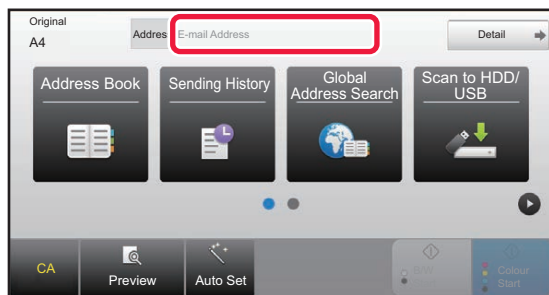 Original
A4
Addres
E-mail Address
Detail
Address Book
Sending History
Global
Address Search
Scan to HDD/
USB
CA
Preview
Auto Set
B/W
Start
Colour
Start